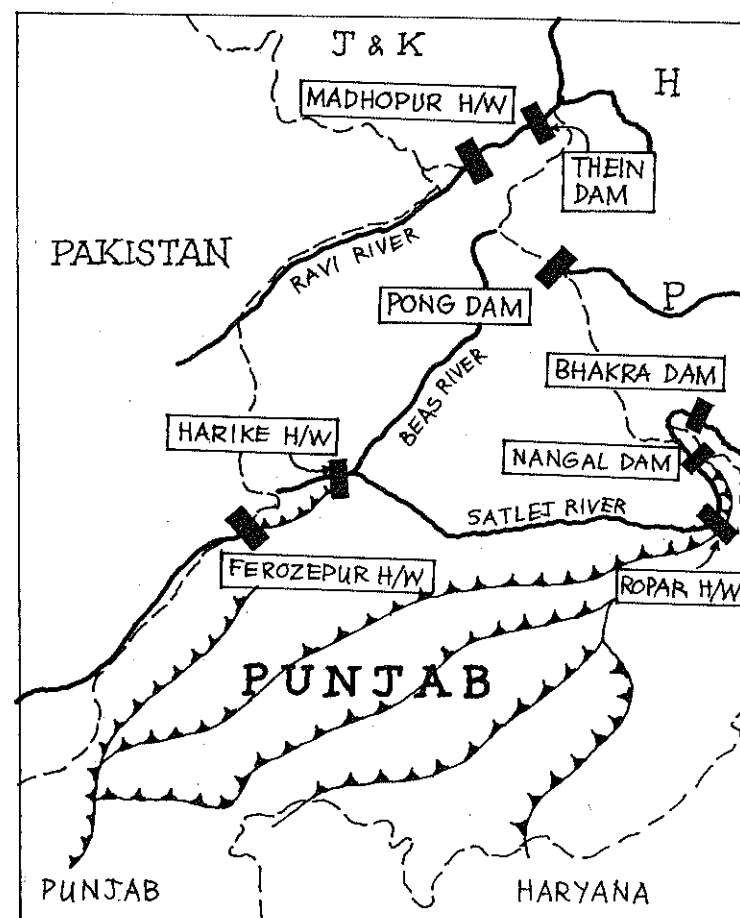 J & K
H
MADHOPUR H/W
THEIN
DAM
PAKISTAN
RAVI RIVER
PONG DAM
P
BHAKRA DAM
BEAS RIVER
HARIKE H/W
NANGAL DAM
SATLEJ RIVER
FEROZEPUR H/W
ROPAR H/W
PUNJAB
PUNJAB
HARYANA